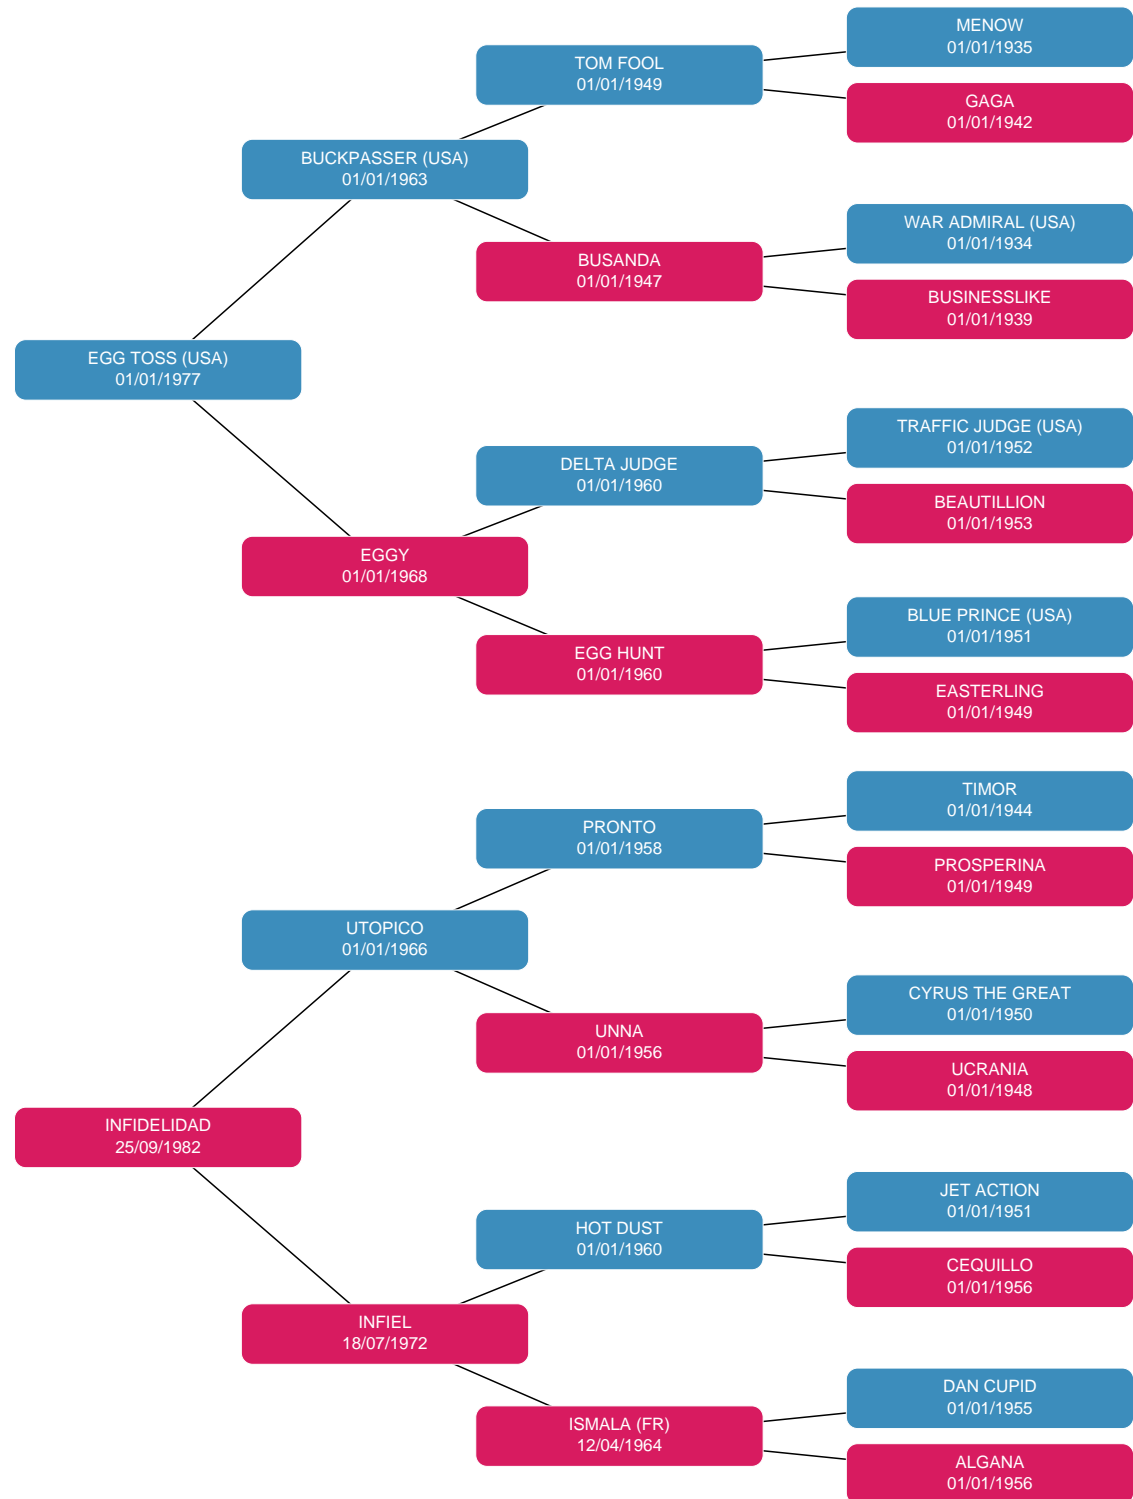 MENOW
01/01/1935
TOM FOOL
01/01/1949
GAGA
01/01/1942
BUCKPASSER (USA)
01/01/1963
WAR ADMIRAL (USA)
01/01/1934
BUSANDA
01/01/1947
BUSINESSLIKE
01/01/1939
EGG TOSS (USA)
01/01/1977
TRAFFIC JUDGE (USA)
01/01/1952
DELTA JUDGE
01/01/1960
BEAUTILLION
01/01/1953
EGGY
01/01/1968
BLUE PRINCE (USA)
01/01/1951
EGG HUNT
01/01/1960
EASTERLING
01/01/1949
TIMOR
01/01/1944
PRONTO
01/01/1958
PROSPERINA
01/01/1949
UTOPICO
01/01/1966
CYRUS THE GREAT
01/01/1950
UNNA
01/01/1956
UCRANIA
01/01/1948
INFIDELIDAD
25/09/1982
JET ACTION
01/01/1951
HOT DUST
01/01/1960
CEQUILLO
01/01/1956
INFIEL
18/07/1972
DAN CUPID
01/01/1955
ISMALA (FR)
12/04/1964
ALGANA
01/01/1956